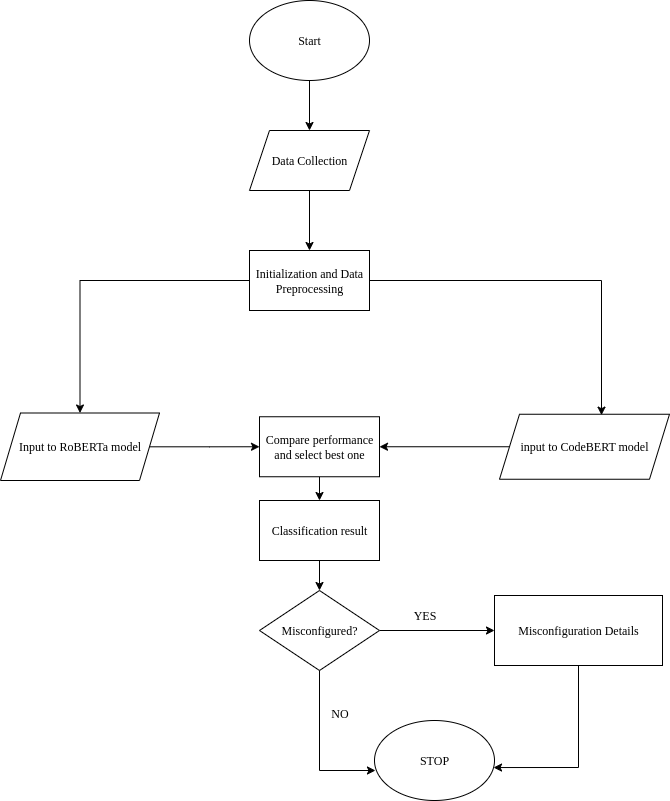 Start
Data Collection
Initialization and Data
Preprocessing
Input to RoBERTa model
Compare performance
and select best one
input to CodeBERT model
Classification result
Misconfigured?
YES
Misconfiguration Details
NO
STOP